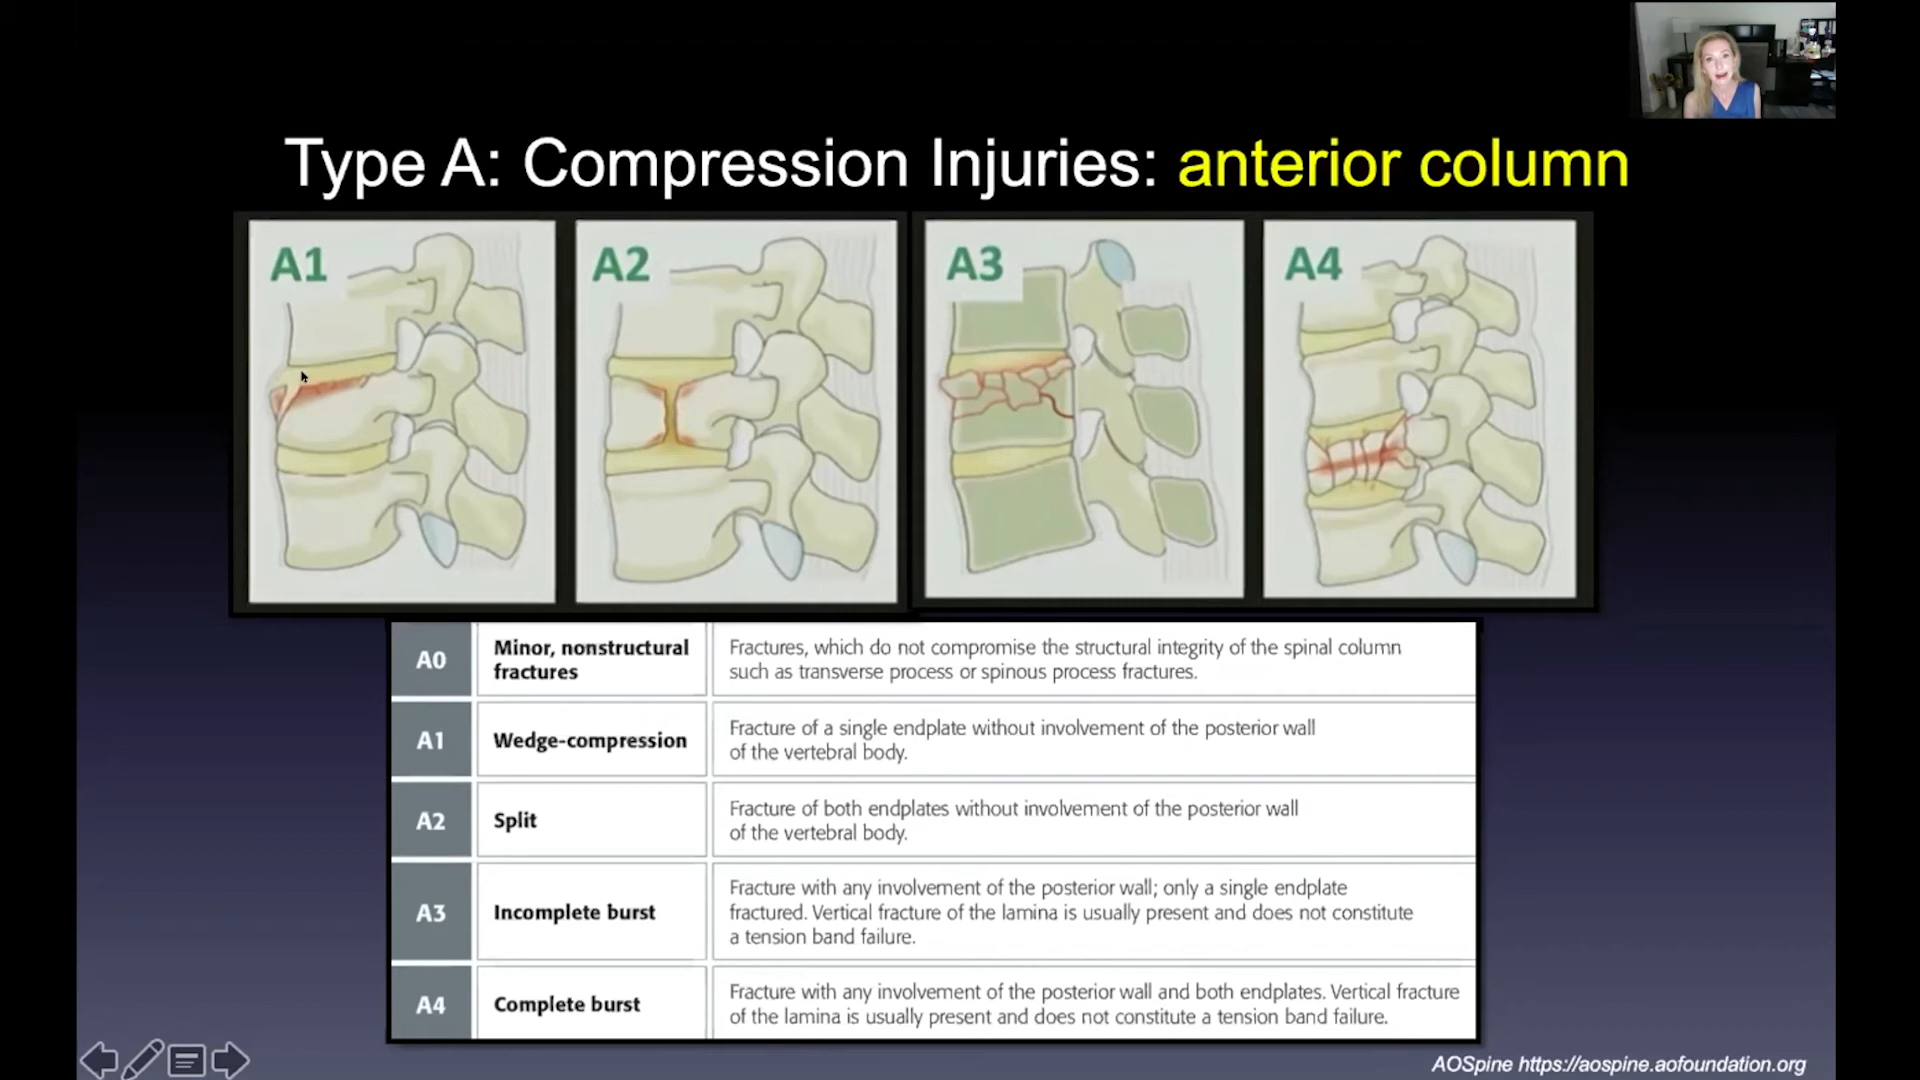 Type A: Compression Injuries: anterior column
A1
A2
A3
A4
A0
Minor, nonstructural
fractures
Fractures, which do not compromise the structural integrity of the spinal column
such as transverse process or spinous process fractures.
A1
Wedge-compression
Fracture of a single endplate without involvement of the posterior wall
of the vertebral body.
A2
Split
Fracture of both endplates without involvement of the posterior wall
of the vertebral body.
A3
Incomplete burst
Fracture with any involvement of the posterior wall; only a single endplate
fractured. Vertical fracture of the lamina is usually present and does not constitute
a tension band failure.
A4
Complete burst
Fracture with any involvement of the posterior wall and both endplates. Vertical fracture
of the lamina is usually present and does not constitute a tension band failure.
AOSpine https://aospine.aofoundation.org